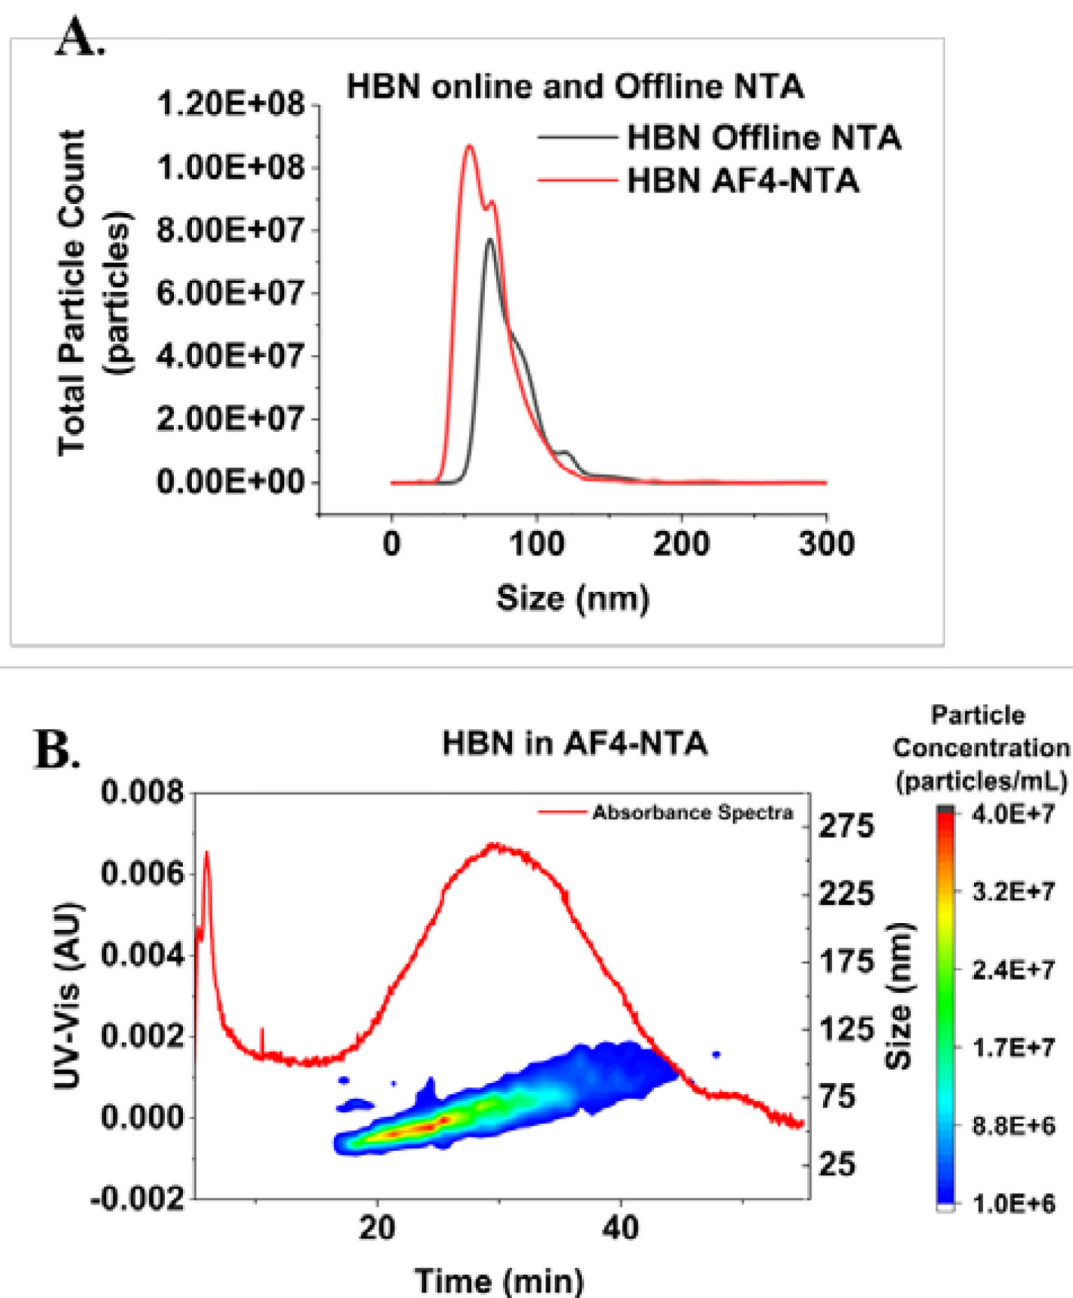 A.
HBN online and Offline NTA
HBN Offline NTA
HBN AF4-NTA
Total Particle Count
(particles)
1.20E+08
1.00E+08
8.00E+07
6.00E+07
4.00E+07
2.00E+07
0.00E+00
0
100
200
300
Size (nm)
B.
HBN in AF4-NTA
Absorbance Spectra
UV-Vis (AU)
0.008
0.006
0.004
0.002
0.000
-0.002
20
40
Time (min)
275
225
175
125
75
25
Size (nm)
Particle
Concentration
(particles/mL)
4.0E+7
3.2E+7
2.4E+7
1.7E+7
8.8E+6
1.0E+6